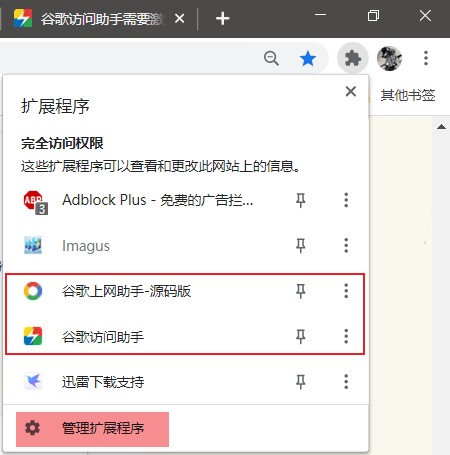 谷歌访问助手需要激
其他书签
扩展程序
完全访问权限
这些扩展程序可以查看和更改此网站上的信息。
Adblock Plus - 免费的广告拦...
3
Imagus
谷歌上网助手-源码版
谷歌访问助手
迅雷下载支持
管理扩展程序